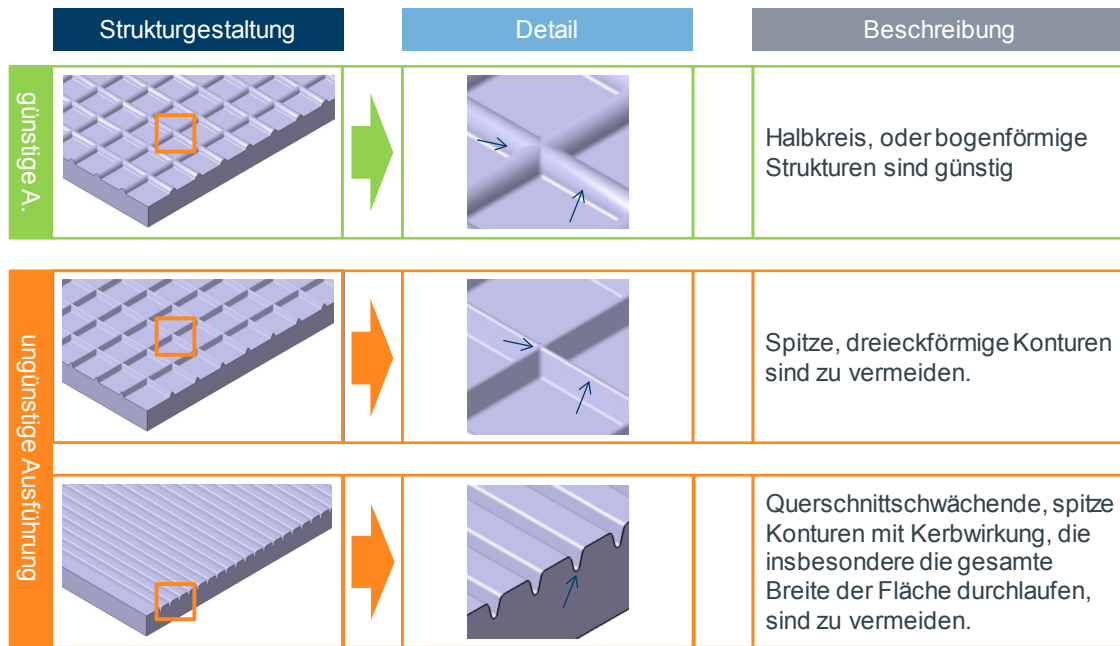 Strukturgestaltung
Detail
Beschreibung
günstige A.
Halbkreis, oder bogenförmige
Strukturen sind günstig
ungünstige Ausführung
Spitze, dreieckförmige Konturen
sind zu vermeiden.
Querschnittschwächende, spitze
Konturen mit Kerbwirkung, die
insbesondere die gesamte
Breite der Fläche durchlaufen,
sind zu vermeiden.